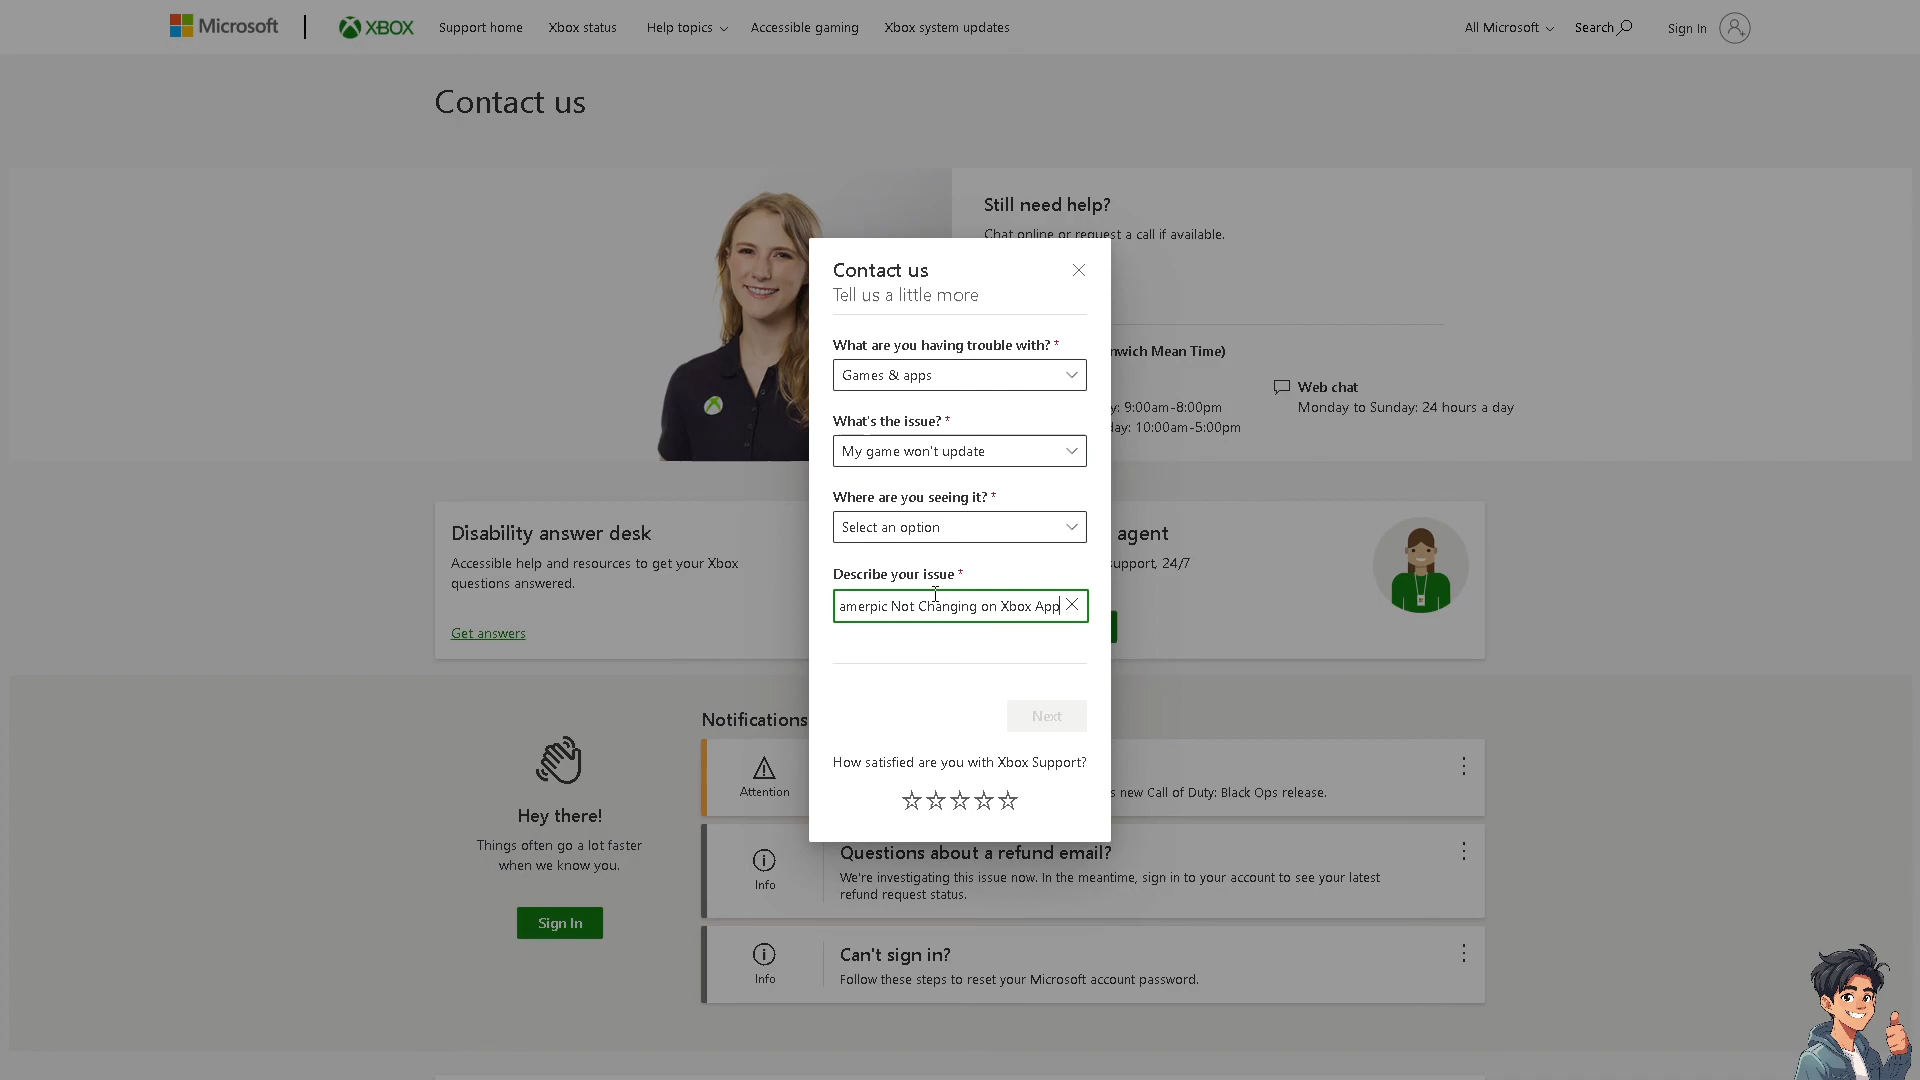 Microsoft
XBOX
Support home
Xbox status
Help topics
Accessible gaming
Xbox system updates
All Microsoft
Search
Sign In
Contact us
Still need help?
Chat online or request a call if available.
nwich Mean Time)
y: 9:00am-8:00pm
day: 10:00am-5:00pm
Web chat
Monday to Sunday: 24 hours a day
Contact us
Tell us a little more
What are you having trouble with? *
Games & apps
What's the issue? *
My game won't update
Where are you seeing it? *
Select an option
Describe your issue *
amerpic Not Changing on Xbox App
Next
How satisfied are you with Xbox Support?
Disability answer desk
Accessible help and resources to get your Xbox
questions answered.
Get answers
agent
upport, 24/7
Hey there!
Things often go a lot faster
when we know you.
Sign In
Notifications
Attention
s new Call of Duty: Black Ops release.
Info
Questions about a refund email?
We're investigating this issue now. In the meantime, sign in to your account to see your latest
refund request status.
Info
Can't sign in?
Follow these steps to reset your Microsoft account password.